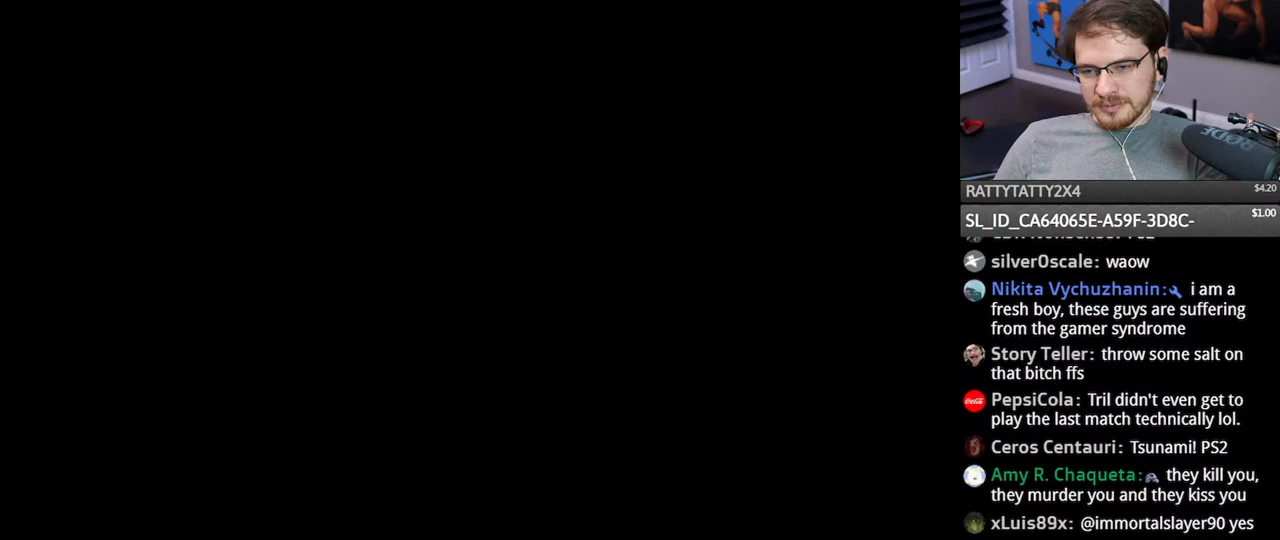 RØDE
RATTYTATTY2X4
$4.20
SL_ID_CA64065E-A59F-3D8C-
$1.00
silver0scale: waow
Nikita Vychuzhanin: i am a
fresh boy, these guys are suffering
from the gamer syndrome
Story Teller: throw some salt on
that bitch ffs
PepsiCola: Tril didn't even get to
play the last match technically lol.
Ceros Centauri: Tsunami! PS2
Amy R. Chaqueta: they kill you,
they murder you and they kiss you
xLuis89x: @immortalslayer90 yes